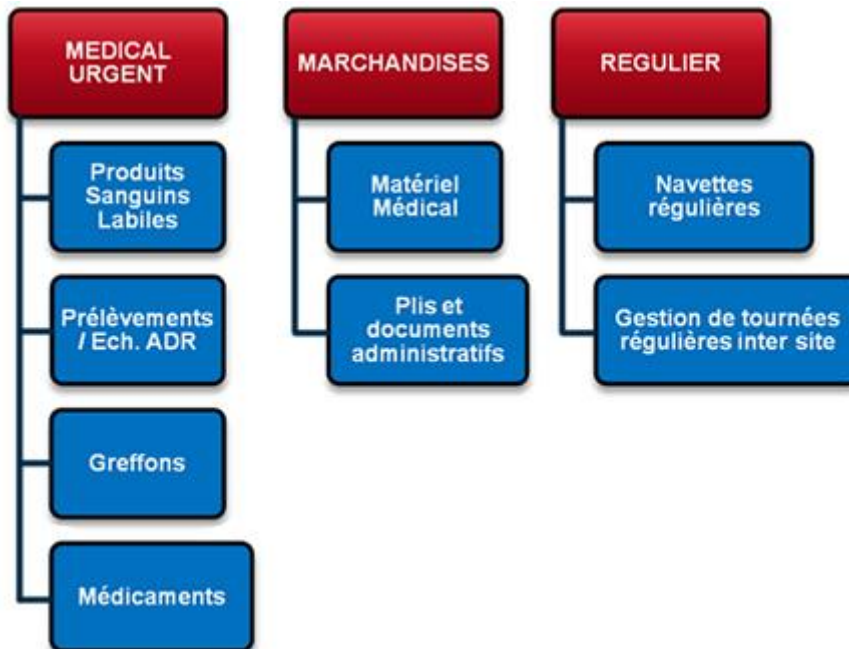 MEDICAL
URGENT
Produits
Sanguins
Labiles
Prélèvements
/ Ech. ADR
Greffons
Médicaments
MARCHANDISES
Matériel
Médical
Plis et
documents
administratifs
REGULIER
Navettes
régulières
Gestion de tournées
régulières inter site